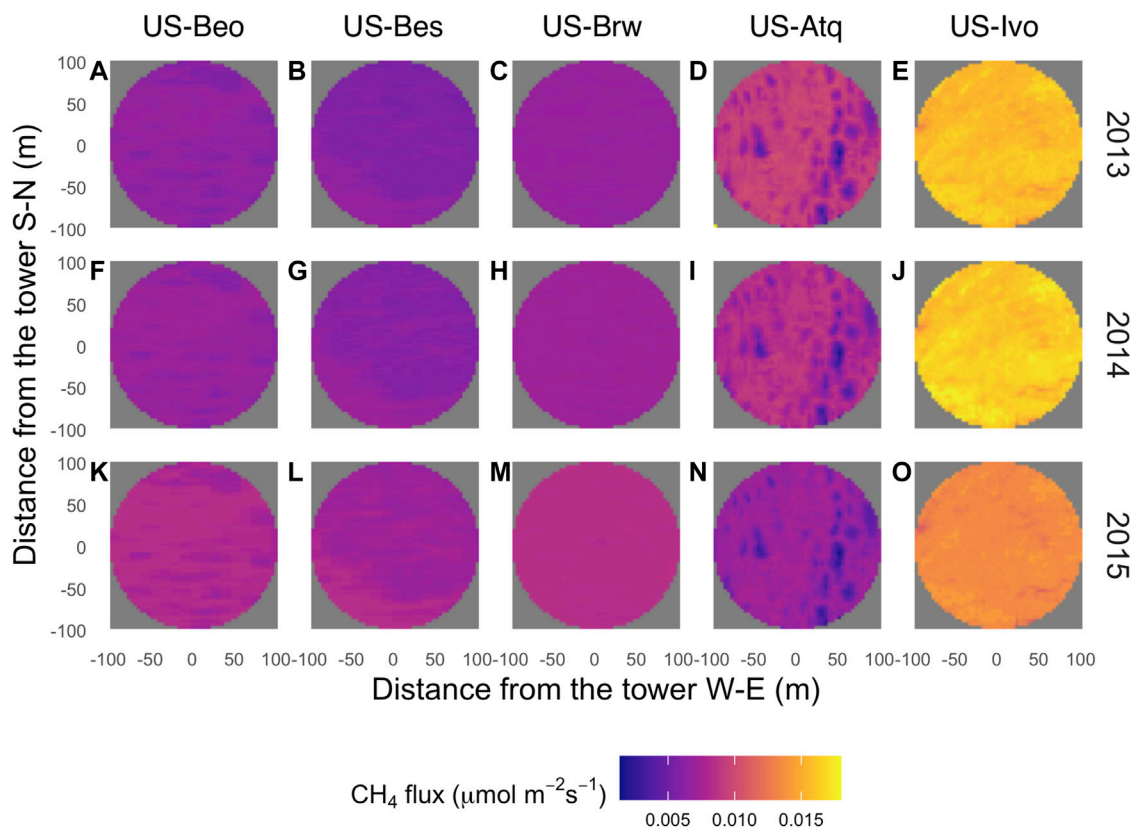 US-Beo US-Bes US-Brw US-Atq US-Ivo
A B C D E
100
50
0
-50
-100
2013
F G H I J
100
50
0
-50
-100
2014
K L M N O
100
50
0
-50
-100
2015
Distance from the tower S-N (m)
-100 -50 0 50 100 -100 -50 0 50 100 -100 -50 0 50 100 -100 -50 0 50 100 -100 -50 0 50 100
Distance from the tower W-E (m)
CH₄ flux (μmol m⁻²s⁻¹)
0.005 0.010 0.015